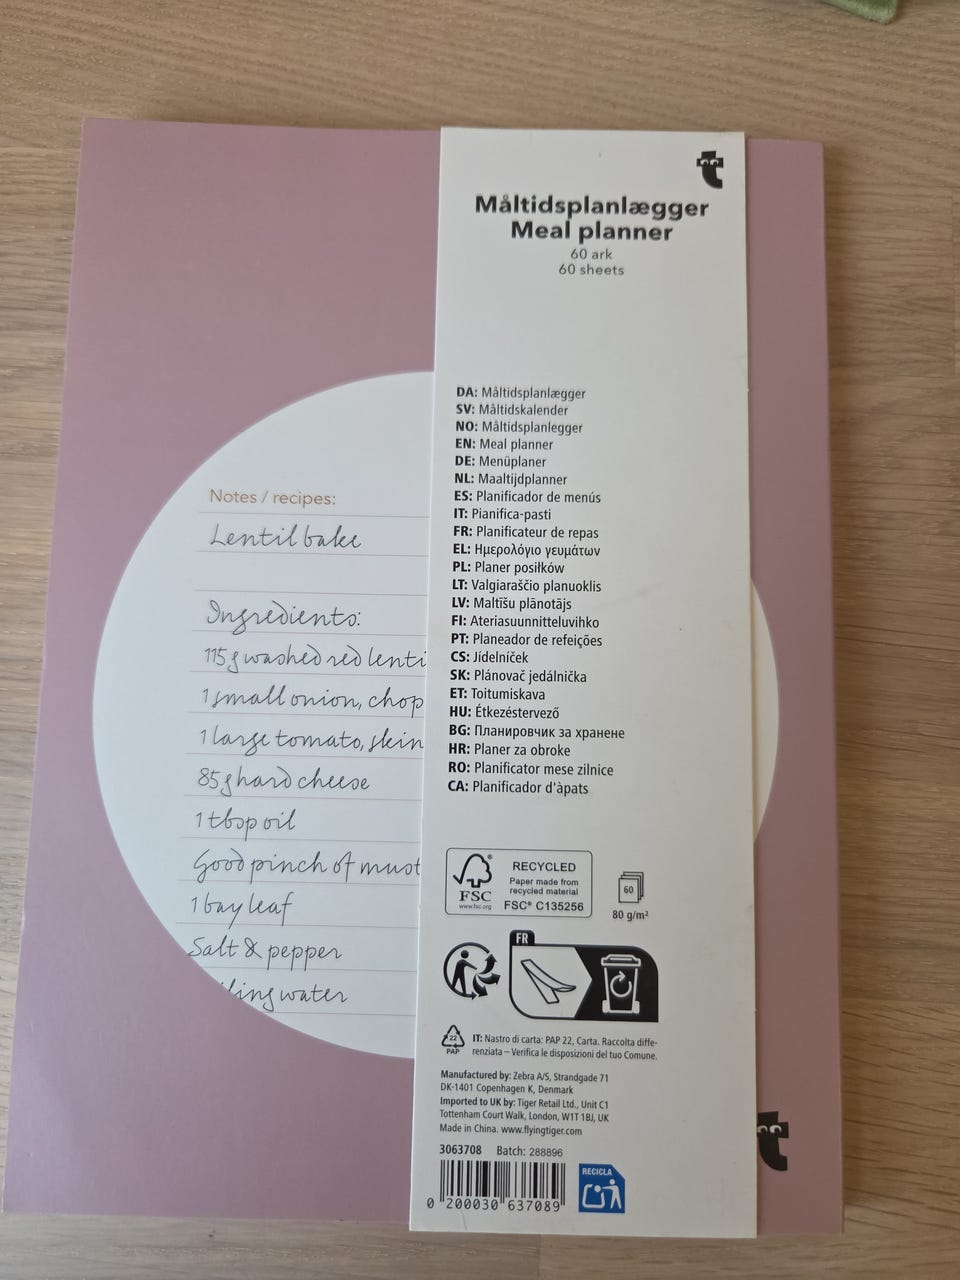 Måltidsplanlægger
Meal planner
60 ark
60 sheets
DA: Måltidsplanlægger
SV: Måltidskalender
NO: Måltidsplanlegger
EN: Meal planner
DE: Menüplaner
NL: Maaltijdplanner
ES: Planificador de menús
IT: Pianifica-pasti
FR: Planificateur de repas
EL: Ημερολόγιο γευμάτων
PL: Planer posiłków
LT: Valgiaraščio planuoklis
LV: Maltīšu plānotājs
FI: Ateriasuunnitteluvihko
PT: Planeador de refeições
CS: Jídelníček
SK: Plánovač jedálnička
ET: Toitumiskava
HU: Étkezéstervező
BG: Планировчик за хранене
HR: Planer za obroke
RO: Planificator mese zilnice
CA: Planificador d'àpats
FSC
www.fsc.org
RECYCLED
Paper made from
recycled material
FSC® C135256
60
80 g/m²
FR
22
PAP
IT: Nastro di carta: PAP 22, Carta. Raccolta diffe-
renziata – Verifica le disposizioni del tuo Comune.
Manufactured by: Zebra A/S, Strandgade 71
DK-1401 Copenhagen K, Denmark
Imported to UK by: Tiger Retail Ltd., Unit C1
Tottenham Court Walk, London, W1T 1BJ, UK
Made in China. www.flyingtiger.com
3063708 Batch: 288896
0 200030 637089
RECICLA
Notes / recipes:
Lentil bake
Ingredients:
115g washed red lenti
1 small onion, chop
1 large tomato, skin
85g hard cheese
1 tbsp oil
Good pinch of must
1 bay leaf
Salt & pepper
ling water